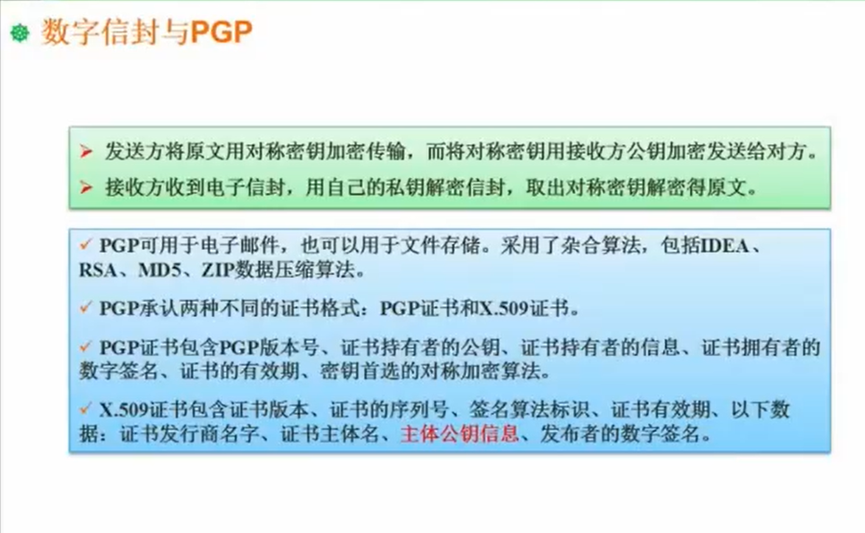 数字信封与PGP
发送方将原文用对称密钥加密传输，而将对称密钥用接收方公钥加密发送给对方。
接收方收到电子信封，用自己的私钥解密信封，取出对称密钥解密得原文。
PGP可用于电子邮件，也可以用于文件存储。采用了杂合算法，包括IDEA、
RSA、MD5、ZIP数据压缩算法。
PGP承认两种不同的证书格式：PGP证书和X.509证书。
PGP证书包含PGP版本号、证书持有者的公钥、证书持有者的信息、证书拥有者的
数字签名、证书的有效期、密钥首选的对称加密算法。
X.509证书包含证书版本、证书的序列号、签名算法标识、证书有效期、以下数
据：证书发行商名字、证书主体名、主体公钥信息、发布者的数字签名。